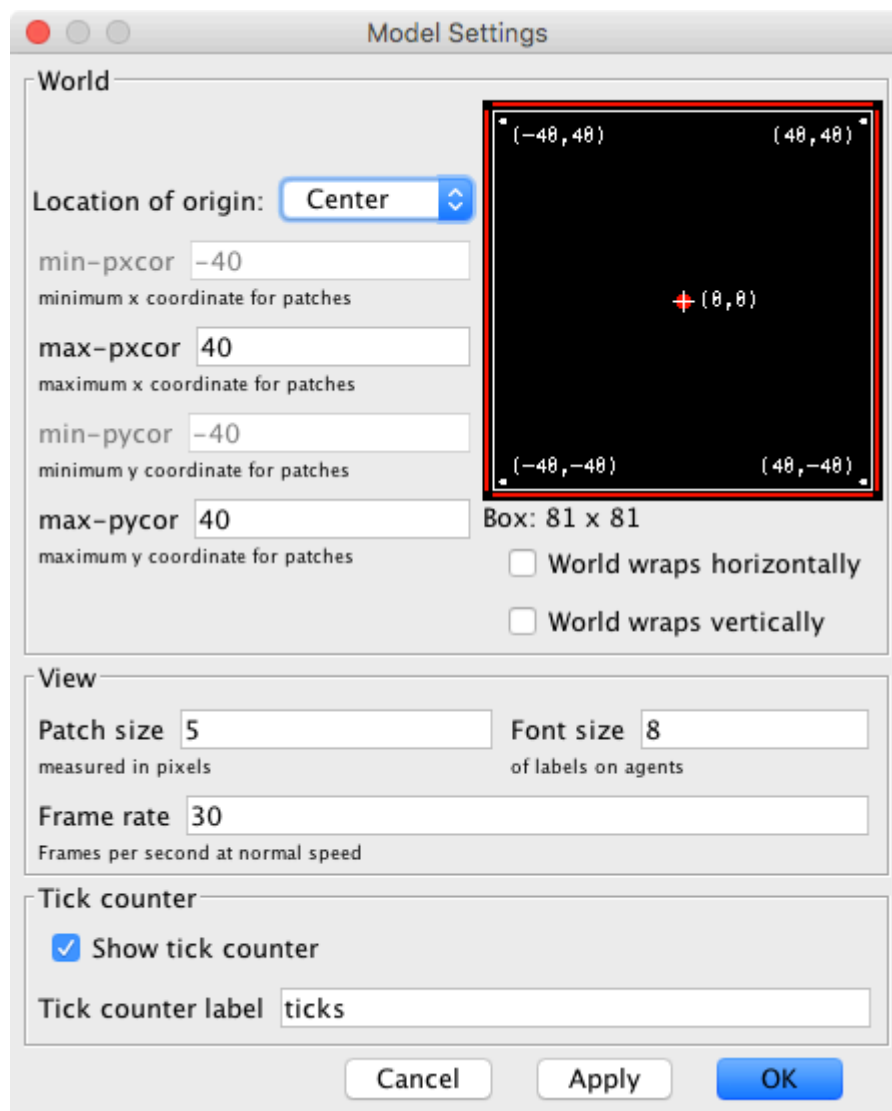 Model Settings
World
(-40,40) (40,40)
Location of origin: Center
min-pxcor -40
minimum x coordinate for patches
(0,0)
max-pxcor 40
maximum x coordinate for patches
min-pycor -40
minimum y coordinate for patches
(-40,-40) (40,-40)
max-pycor 40
maximum y coordinate for patches
Box: 81 x 81
World wraps horizontally
World wraps vertically
View
Patch size 5
measured in pixels
Font size 8
of labels on agents
Frame rate 30
Frames per second at normal speed
Tick counter
Show tick counter
Tick counter label ticks
Cancel Apply OK